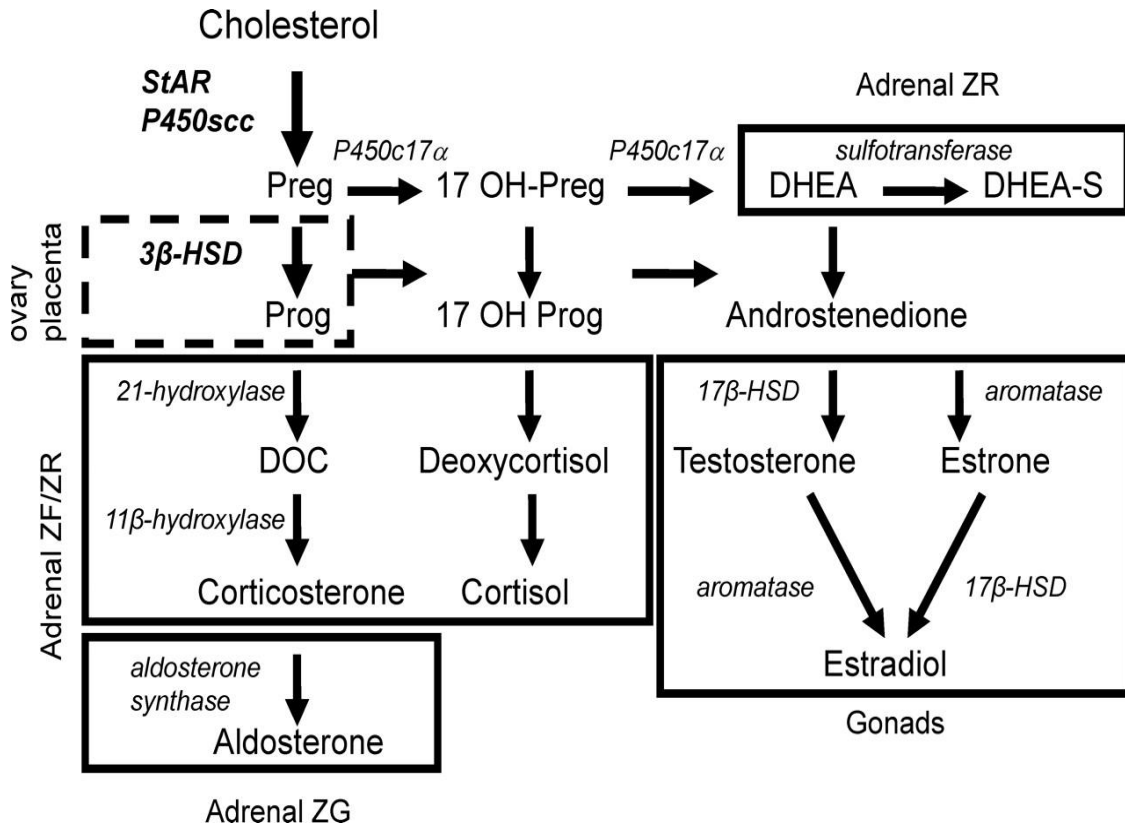 Cholesterol
StAR
P450scc
Adrenal ZR
P450c17α
P450c17α
sulfotransferase
Preg
17 OH-Preg
DHEA
DHEA-S
ovary
placenta
3β-HSD
Prog
17 OH Prog
Androstenedione
Adrenal ZF/ZR
21-hydroxylase
17β-HSD
aromatase
DOC
Deoxycortisol
Testosterone
Estrone
11β-hydroxylase
Corticosterone
Cortisol
aromatase
17β-HSD
Estradiol
aldosterone
synthase
Aldosterone
Gonads
Adrenal ZG